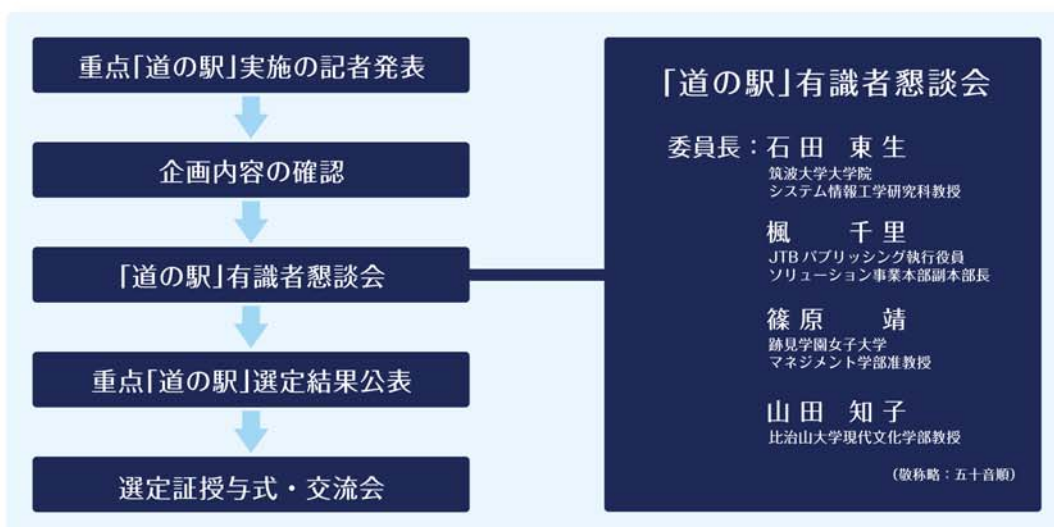 重点「道の駅」実施の記者発表
企画内容の確認
「道の駅」有識者懇談会
重点「道の駅」選定結果公表
選定証授与式・交流会
「道の駅」有識者懇談会
委員長：石田 東生
筑波大学大学院
システム情報工学研究科教授
楓 千里
JTBパブリッシング執行役員
ソリューション事業本部副本部長
篠原 靖
跡見学園女子大学
マネジメント学部准教授
山田 知子
比治山大学現代文化学部教授
（敬称略：五十音順）